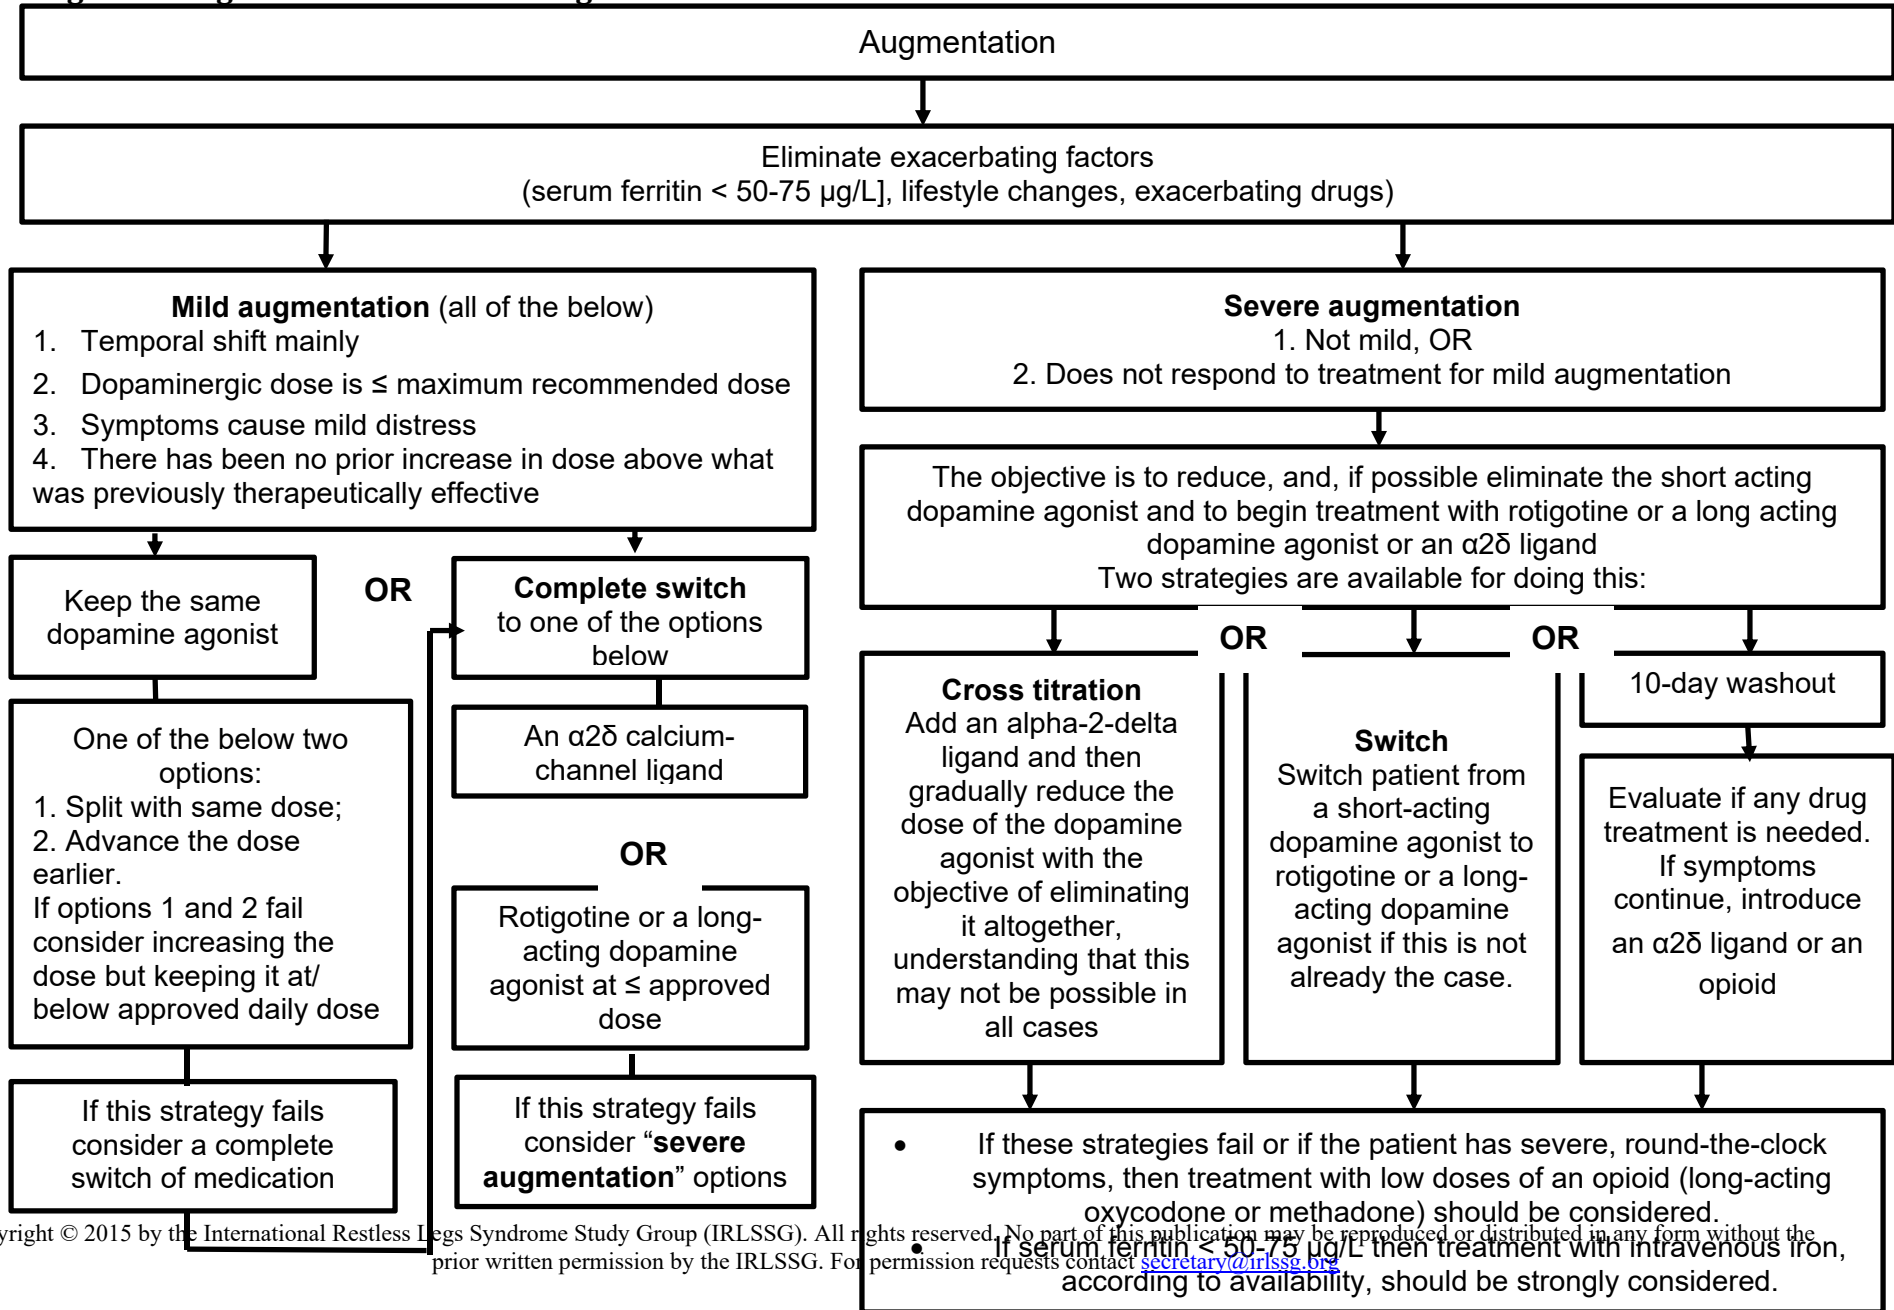 Augmentation
Eliminate exacerbating factors
(serum ferritin < 50-75 µg/L], lifestyle changes, exacerbating drugs)
Mild augmentation (all of the below)
1. Temporal shift mainly
2. Dopaminergic dose is ≤ maximum recommended dose
3. Symptoms cause mild distress
4. There has been no prior increase in dose above what
was previously therapeutically effective
Keep the same
dopamine agonist
OR
Complete switch
to one of the options
below
One of the below two
options:
1. Split with same dose;
2. Advance the dose
earlier.
If options 1 and 2 fail
consider increasing the
dose but keeping it at/
below approved daily dose
If this strategy fails
consider a complete
switch of medication
An α2δ calcium-
channel ligand
OR
Rotigotine or a long-
acting dopamine
agonist at ≤ approved
dose
If this strategy fails
consider “severe
augmentation” options
Severe augmentation
1. Not mild, OR
2. Does not respond to treatment for mild augmentation
The objective is to reduce, and, if possible eliminate the short acting
dopamine agonist and to begin treatment with rotigotine or a long acting
dopamine agonist or an α2δ ligand
Two strategies are available for doing this:
OR
OR
Cross titration
Add an alpha-2-delta
ligand and then
gradually reduce the
dose of the dopamine
agonist with the
objective of eliminating
it altogether,
understanding that this
may not be possible in
all cases
Switch
Switch patient from
a short-acting
dopamine agonist to
rotigotine or a long-
acting dopamine
agonist if this is not
already the case.
10-day washout
Evaluate if any drug
treatment is needed.
If symptoms
continue, introduce
an α2δ ligand or an
opioid
• If these strategies fail or if the patient has severe, round-the-clock
symptoms, then treatment with low doses of an opioid (long-acting
oxycodone or methadone) should be considered.
• If serum ferritin < 50-75 µg/L then treatment with intravenous iron,
according to availability, should be strongly considered.
yright © 2015 by the International Restless Legs Syndrome Study Group (IRLSSG). All rights reserved. No part of this publication may be reproduced or distributed in any form without the
prior written permission by the IRLSSG. For permission requests contact secretary@irlssg.org